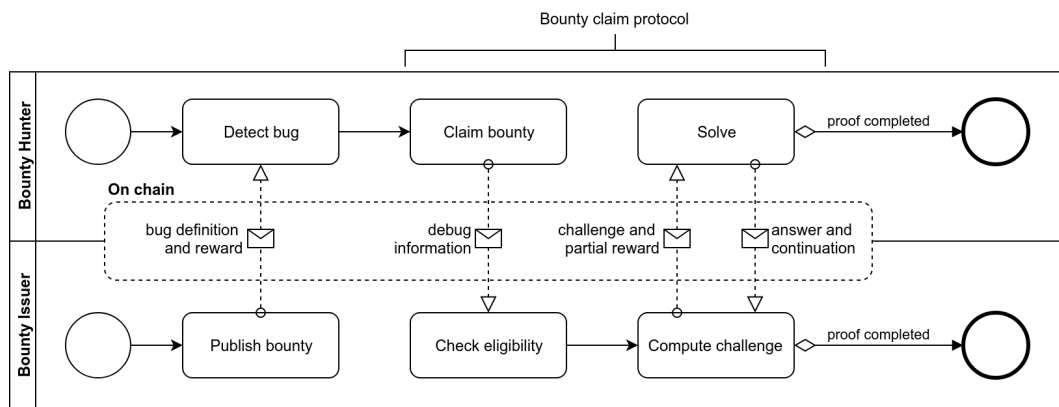 Bounty claim protocol
Bounty Hunter
Detect bug
Claim bounty
Solve
proof completed
On chain
bug definition
and reward
debug
information
challenge and
partial reward
answer and
continuation
Bounty Issuer
Publish bounty
Check eligibility
Compute challenge
proof completed